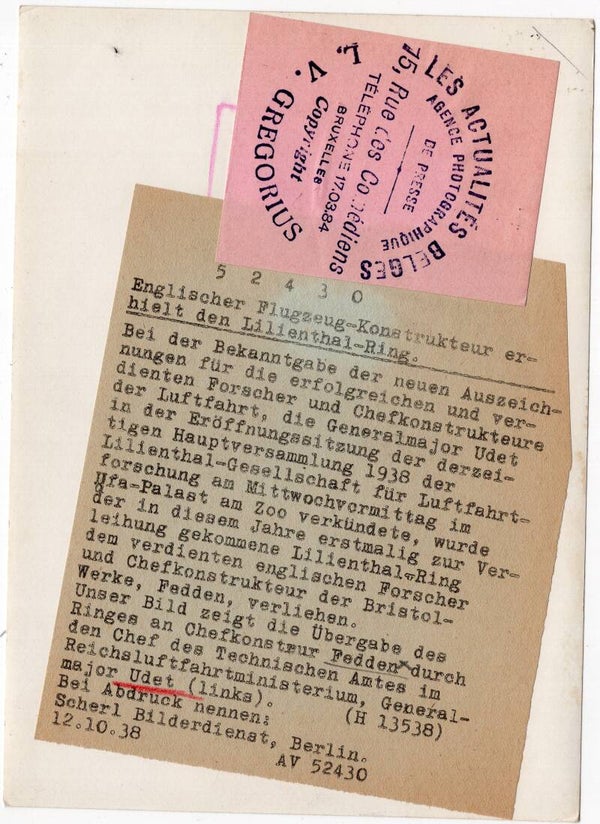 LES ACTUALITÉS BELGES
AGENCE PHOTOGRAPHIQUE
DE PRESSE
75, Rue des Comédiens
TÉLÉPHONE 17.03.84
BRUXELLES
Copyright
L. V. GREGORIUS
52430
Englischer Flugzeug-Konstrukteur er-
hielt den Lilienthal-Ring.
Bei der Bekanntgabe der neuen Auszeich-
nungen für die erfolgreichen und ver-
dienten Forscher und Chefkonstrukteure
der Luftfahrt, die Generalmajor Udet
in der Eröffnungssitzung der derzei-
tigen Hauptversammlung 1938 der
Lilienthal-Gesellschaft für Luftfahrt-
forschung am Mittwochvormittag im
Ufa-Palast am Zoo verkündete, wurde
der in diesem Jahre erstmalig zur Ver-
leihung gekommene Lilienthal-Ring
dem verdienten englischen Forscher
und Chefkonstrukteur der Bristol-
Werke, Fedden, verliehen.
Unser Bild zeigt die Übergabe des
Ringes an Chefkonsteur Fedden durch
den Chef des Technischen Amtes im
Reichsluftfahrtministerium, General-
major Udet (links). (H 13538)
Bei Abdruck nennen:
Scherl Bilderdienst, Berlin.
12.10.38 AV 52430